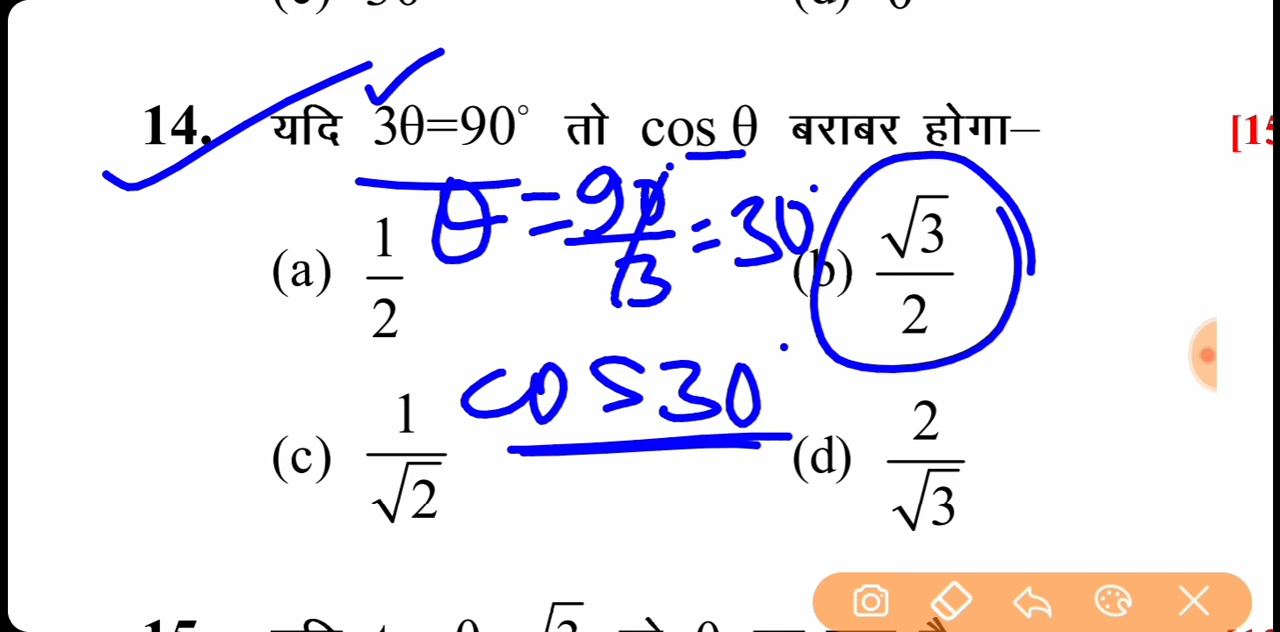 14. यदि 3θ=90° तो cos θ बराबर होगा– [15
θ = 90°/3 = 30°
(a) 1/2 (b) √3/2
cos 30°
(c) 1/√2 (d) 2/√3